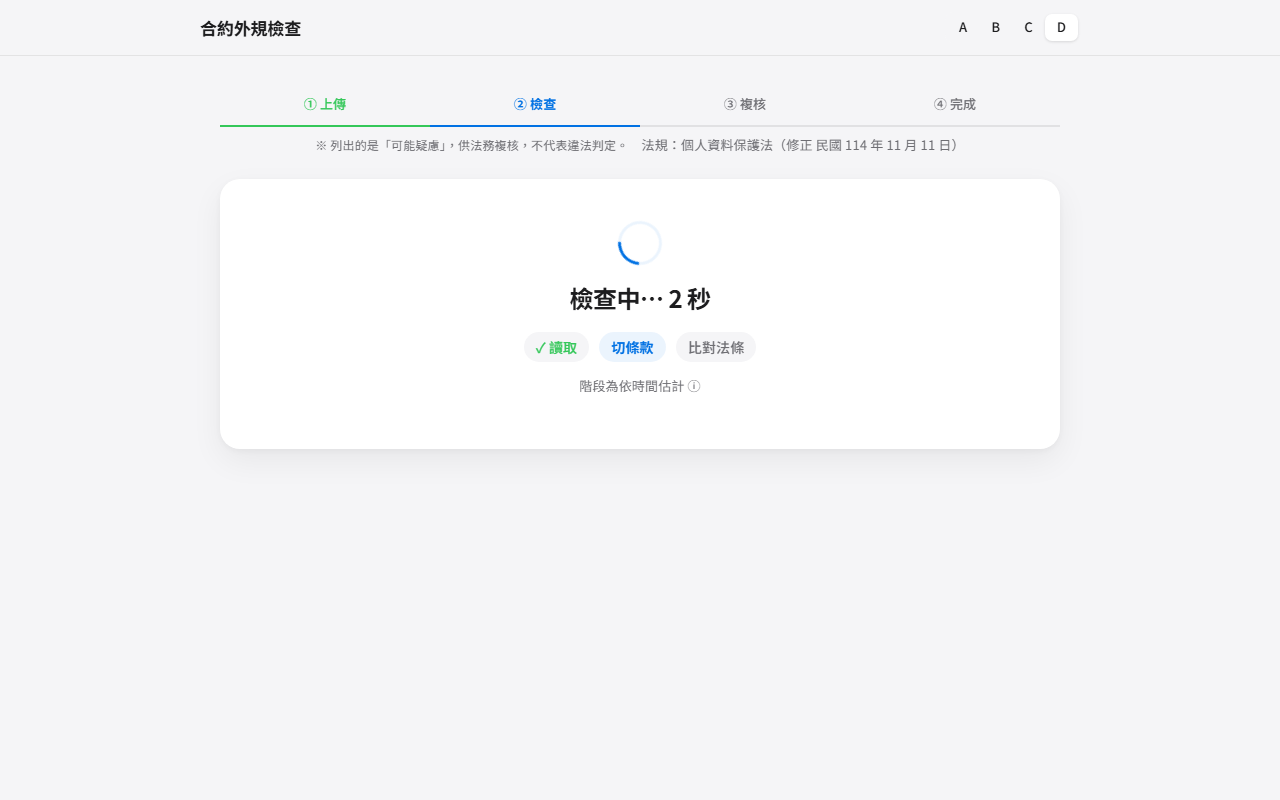 合約外規檢查
A B C D
① 上傳 ② 檢查 ③ 複核 ④ 完成
※ 列出的是「可能疑慮」，供法務複核，不代表違法判定。 法規：個人資料保護法（修正 民國 114 年 11 月 11 日）
檢查中… 2 秒
✓ 讀取 切條款 比對法條
階段為依時間估計 ⓘ